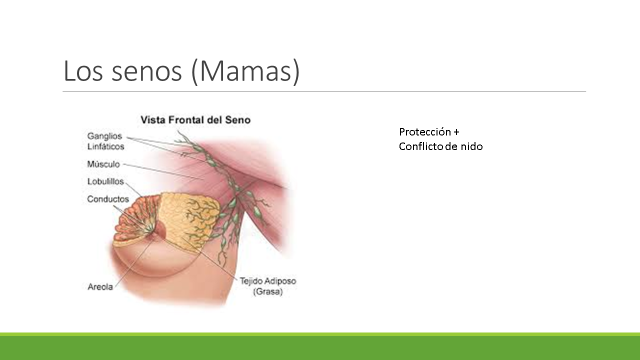 Los senos (Mamas)
Vista Frontal del Seno
Ganglios
Linfáticos
Músculo
Lobulillos
Conductos
Areola
Tejido Adiposo
(Grasa)
Protección +
Conflicto de nido